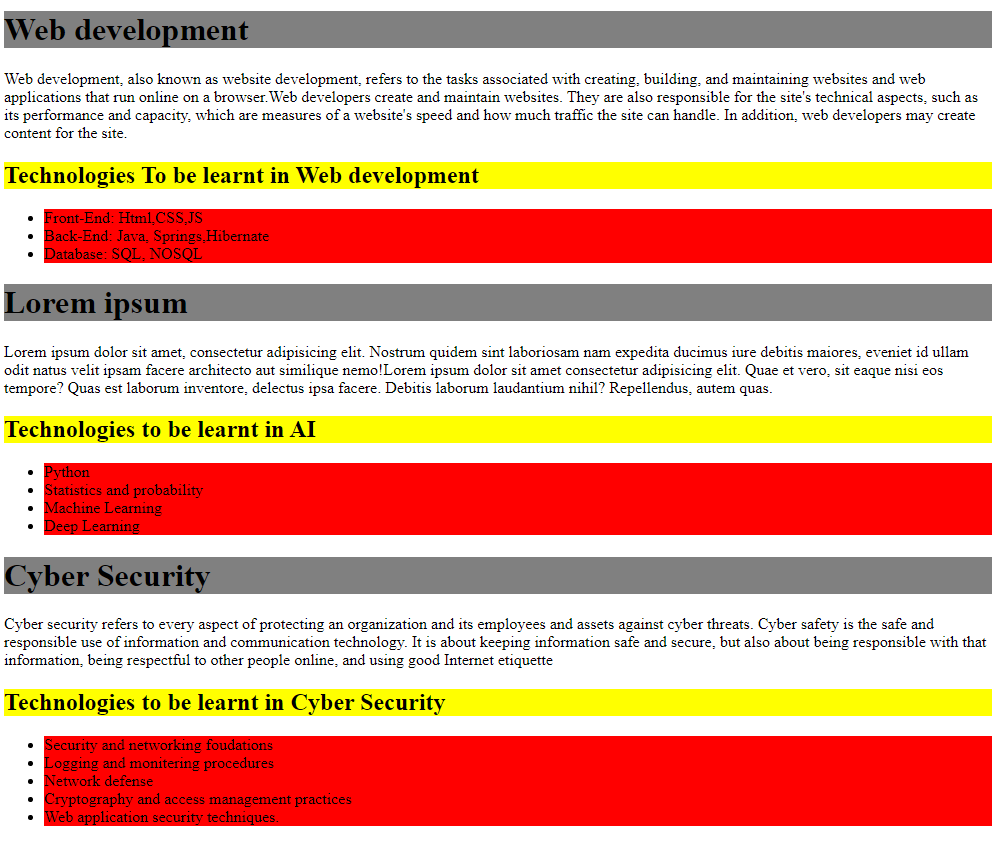 Web development
Web development, also known as website development, refers to the tasks associated with creating, building, and maintaining websites and web
applications that run online on a browser.Web developers create and maintain websites. They are also responsible for the site's technical aspects, such as
its performance and capacity, which are measures of a website's speed and how much traffic the site can handle. In addition, web developers may create
content for the site.
Technologies To be learnt in Web development
Front-End: Html,CSS,JS
Back-End: Java, Springs,Hibernate
Database: SQL, NOSQL
Lorem ipsum
Lorem ipsum dolor sit amet, consectetur adipisicing elit. Nostrum quidem sint laboriosam nam expedita ducimus iure debitis maiores, eveniet id ullam
odit natus velit ipsam facere architecto aut similique nemo!Lorem ipsum dolor sit amet consectetur adipisicing elit. Quae et vero, sit eaque nisi eos
tempore? Quas est laborum inventore, delectus ipsa facere. Debitis laborum laudantium nihil? Repellendus, autem quas.
Technologies to be learnt in AI
Python
Statistics and probability
Machine Learning
Deep Learning
Cyber Security
Cyber security refers to every aspect of protecting an organization and its employees and assets against cyber threats. Cyber safety is the safe and
responsible use of information and communication technology. It is about keeping information safe and secure, but also about being responsible with that
information, being respectful to other people online, and using good Internet etiquette
Technologies to be learnt in Cyber Security
Security and networking foudations
Logging and monitering procedures
Network defense
Cryptography and access management practices
Web application security techniques.